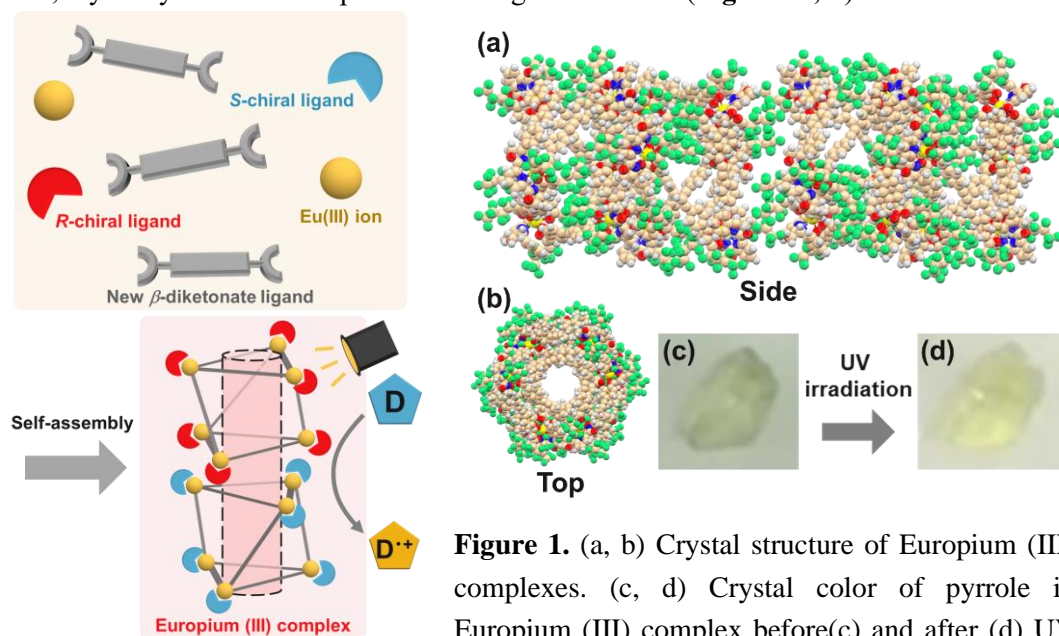 S-chiral ligand
R-chiral ligand
Eu(III) ion
New β-diketonate ligand
Self-assembly
D
D•+
Europium (III) complex
(a)
Side
(b)
Top
(c)
UV
irradiation
(d)
Figure 1. (a, b) Crystal structure of Europium (III
complexes. (c, d) Crystal color of pyrrole i
Europium (III) complex before(c) and after (d) U